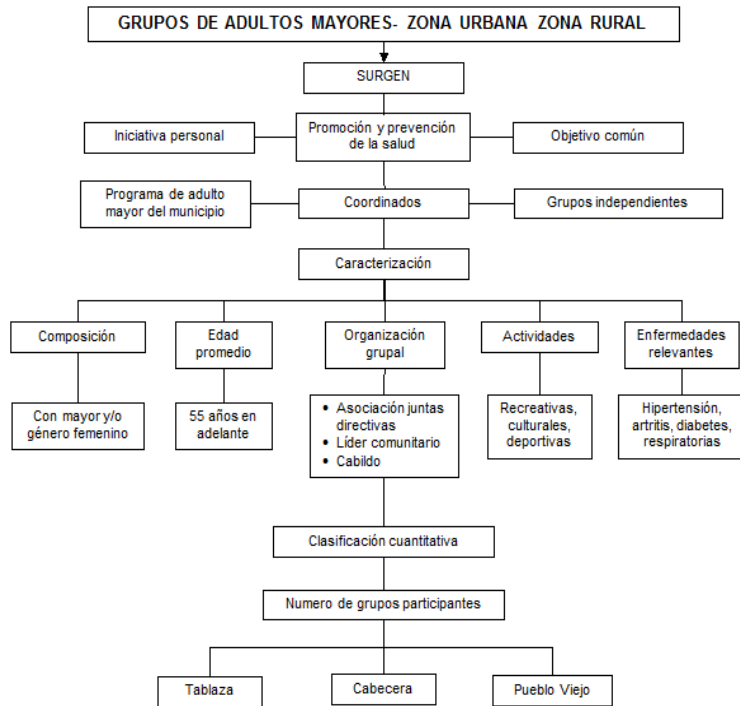 GRUPOS DE ADULTOS MAYORES- ZONA URBANA ZONA RURAL
SURGEN
Iniciativa personal
Promoción y prevención
de la salud
Objetivo común
Programa de adulto
mayor del municipio
Coordinados
Grupos independientes
Caracterización
Composición
Edad
promedio
Organización
grupal
Actividades
Enfermedades
relevantes
Con mayor y/o
género femenino
55 años en
adelante
• Asociación juntas
directivas
• Líder comunitario
• Cabildo
Recreativas,
culturales,
deportivas
Hipertensión,
artritis, diabetes,
respiratorias
Clasificación cuantitativa
Numero de grupos participantes
Tablaza
Cabecera
Pueblo Viejo